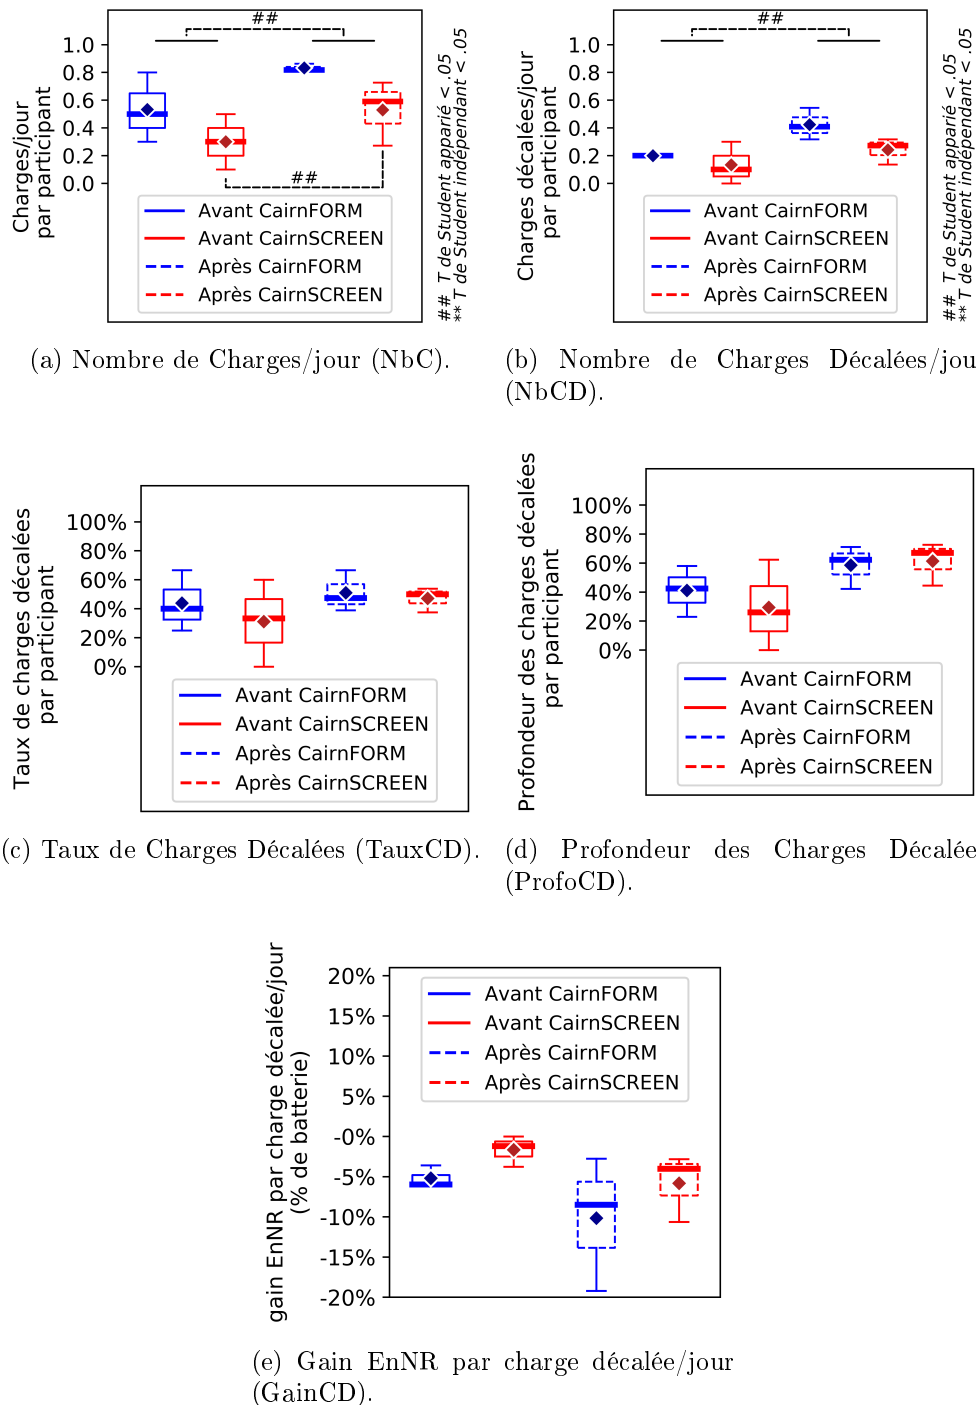 ##
1.0
0.8
0.6
0.4
0.2
0.0
Charges/jour
par participant
##
Avant CairnFORM
Avant CairnSCREEN
Après CairnFORM
Après CairnSCREEN
## T de Student apparié < .05
** T de Student indépendant < .05
(a) Nombre de Charges/jour (NbC).
##
1.0
0.8
0.6
0.4
0.2
0.0
Charges décalées/jour
par participant
Avant CairnFORM
Avant CairnSCREEN
Après CairnFORM
Après CairnSCREEN
## T de Student apparié < .05
** T de Student indépendant < .05
(b) Nombre de Charges Décalées/jou
(NbCD).
100%
80%
60%
40%
20%
0%
Taux de charges décalées
par participant
Avant CairnFORM
Avant CairnSCREEN
Après CairnFORM
Après CairnSCREEN
(c) Taux de Charges Décalées (TauxCD).
100%
80%
60%
40%
20%
0%
Profondeur des charges décalées
par participant
Avant CairnFORM
Avant CairnSCREEN
Après CairnFORM
Après CairnSCREEN
(d) Profondeur des Charges Décalée
(ProfoCD).
20%
15%
10%
5%
-0%
-5%
-10%
-15%
-20%
gain EnNR par charge décalée/jour
(% de batterie)
Avant CairnFORM
Avant CairnSCREEN
Après CairnFORM
Après CairnSCREEN
(e) Gain EnNR par charge décalée/jour
(GainCD).